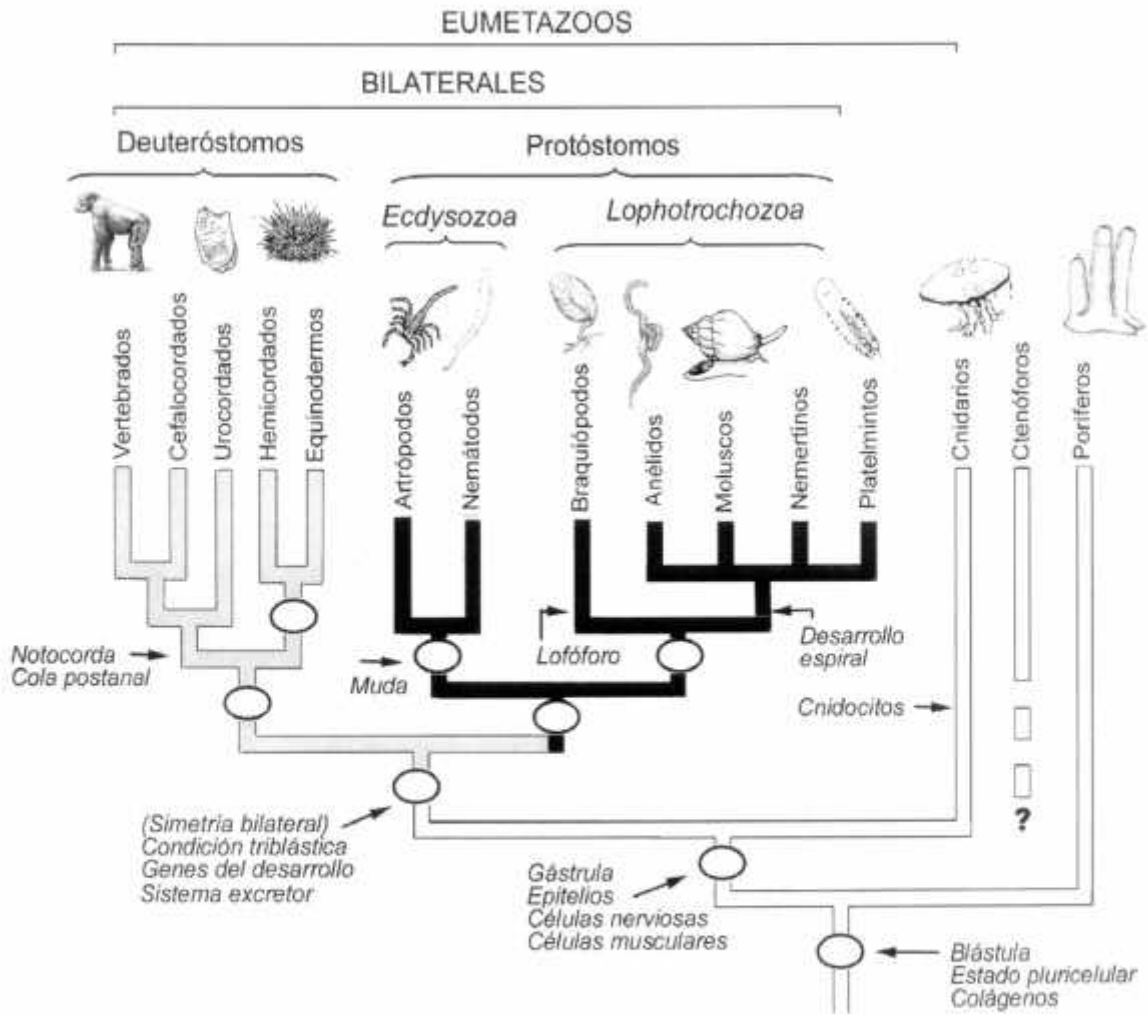 EUMETAZOOS
BILATERALES
Deuteróstomos
Protóstomos
Ecdysozoa
Lophotrochozoa
Vertebrados
Cefalocordados
Urocordados
Hemicordados
Equinodermos
Artrópodos
Nemátodos
Braquiópodos
Anélidos
Moluscos
Nemertinos
Platelmintos
Cnidarios
Ctenóforos
Poríferos
Notocorda
Cola postanal
Muda
Lofóforo
Desarrollo
espiral
Cnidocitos
?
(Simetría bilateral)
Condición triblástica
Genes del desarrollo
Sistema excretor
Gástrula
Epitelios
Células nerviosas
Células musculares
Blástula
Estado pluricelular
Colágenos